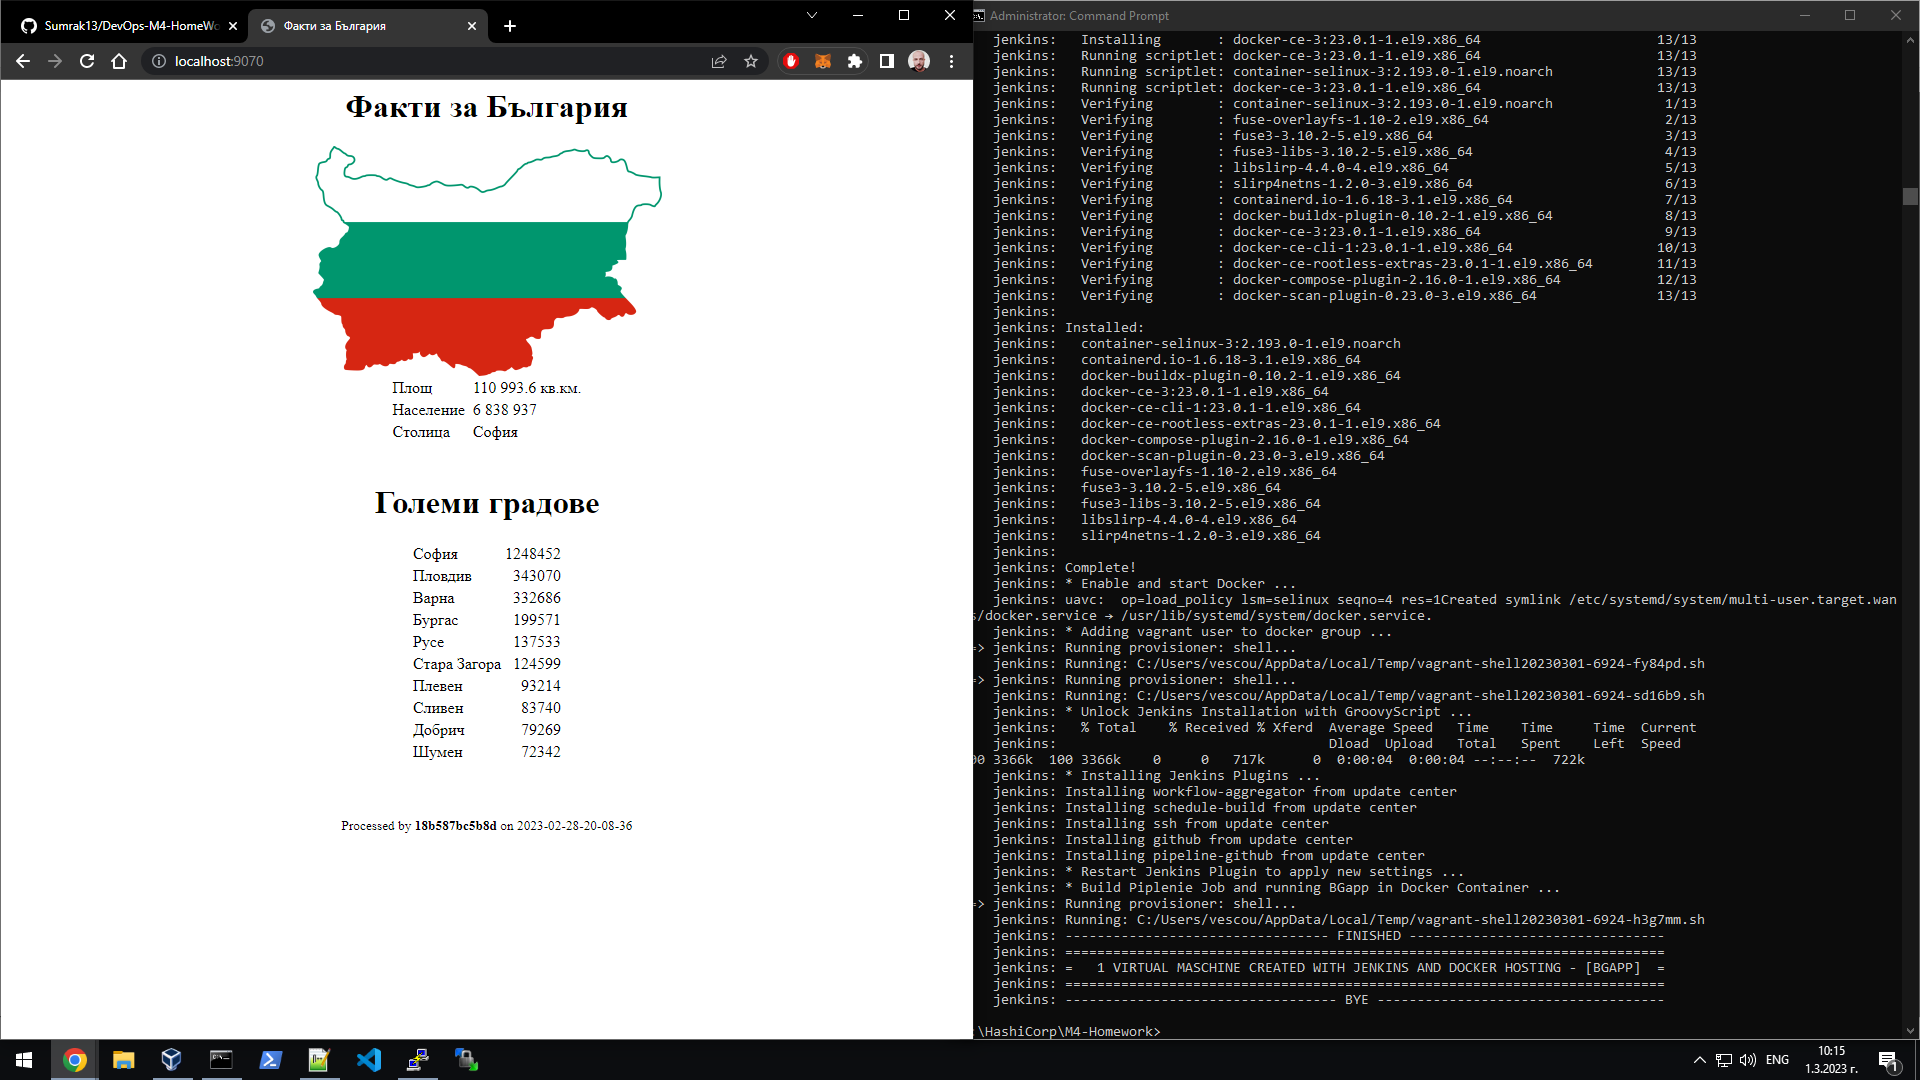 Sumrak13/DevOps-M4-HomeWo
Факти за България
localhost:9070
Факти за България
Площ 110 993.6 кв.км.
Население 6 838 937
Столица София
Големи градове
София 1248452
Пловдив 343070
Варна 332686
Бургас 199571
Русе 137533
Стара Загора 124599
Плевен 93214
Сливен 83740
Добрич 79269
Шумен 72342
Processed by 18b587bc5b8d on 2023-02-28-20-08-36
Administrator: Command Prompt
jenkins:   Installing       : docker-ce-3:23.0.1-1.el9.x86_64 13/13
jenkins:   Running scriptlet: docker-ce-3:23.0.1-1.el9.x86_64 13/13
jenkins:   Running scriptlet: container-selinux-3:2.193.0-1.el9.noarch 13/13
jenkins:   Running scriptlet: docker-ce-3:23.0.1-1.el9.x86_64 13/13
jenkins:   Verifying        : container-selinux-3:2.193.0-1.el9.noarch 1/13
jenkins:   Verifying        : fuse-overlayfs-1.10-2.el9.x86_64 2/13
jenkins:   Verifying        : fuse3-3.10.2-5.el9.x86_64 3/13
jenkins:   Verifying        : fuse3-libs-3.10.2-5.el9.x86_64 4/13
jenkins:   Verifying        : libslirp-4.4.0-4.el9.x86_64 5/13
jenkins:   Verifying        : slirp4netns-1.2.0-3.el9.x86_64 6/13
jenkins:   Verifying        : containerd.io-1.6.18-3.1.el9.x86_64 7/13
jenkins:   Verifying        : docker-buildx-plugin-0.10.2-1.el9.x86_64 8/13
jenkins:   Verifying        : docker-ce-3:23.0.1-1.el9.x86_64 9/13
jenkins:   Verifying        : docker-ce-cli-1:23.0.1-1.el9.x86_64 10/13
jenkins:   Verifying        : docker-ce-rootless-extras-23.0.1-1.el9.x86_64 11/13
jenkins:   Verifying        : docker-compose-plugin-2.16.0-1.el9.x86_64 12/13
jenkins:   Verifying        : docker-scan-plugin-0.23.0-3.el9.x86_64 13/13
jenkins:
jenkins: Installed:
jenkins:   container-selinux-3:2.193.0-1.el9.noarch
jenkins:   containerd.io-1.6.18-3.1.el9.x86_64
jenkins:   docker-buildx-plugin-0.10.2-1.el9.x86_64
jenkins:   docker-ce-3:23.0.1-1.el9.x86_64
jenkins:   docker-ce-cli-1:23.0.1-1.el9.x86_64
jenkins:   docker-ce-rootless-extras-23.0.1-1.el9.x86_64
jenkins:   docker-compose-plugin-2.16.0-1.el9.x86_64
jenkins:   docker-scan-plugin-0.23.0-3.el9.x86_64
jenkins:   fuse-overlayfs-1.10-2.el9.x86_64
jenkins:   fuse3-3.10.2-5.el9.x86_64
jenkins:   fuse3-libs-3.10.2-5.el9.x86_64
jenkins:   libslirp-4.4.0-4.el9.x86_64
jenkins:   slirp4netns-1.2.0-3.el9.x86_64
jenkins:
jenkins: Complete!
jenkins: * Enable and start Docker ...
jenkins: uavc:  op=load_policy lsm=selinux seqno=4 res=1Created symlink /etc/systemd/system/multi-user.target.wan
s/docker.service → /usr/lib/systemd/system/docker.service.
jenkins: * Adding vagrant user to docker group ...
=> jenkins: Running provisioner: shell...
jenkins: Running: C:/Users/vescou/AppData/Local/Temp/vagrant-shell20230301-6924-fy84pd.sh
=> jenkins: Running provisioner: shell...
jenkins: Running: C:/Users/vescou/AppData/Local/Temp/vagrant-shell20230301-6924-sd16b9.sh
jenkins: * Unlock Jenkins Installation with GroovyScript ...
jenkins:   % Total    % Received % Xferd  Average Speed   Time    Time     Time  Current
jenkins:                                  Dload  Upload   Total   Spent    Left  Speed
00 3366k  100 3366k    0     0   717k      0  0:00:04  0:00:04 --:--:--  722k
jenkins: * Installing Jenkins Plugins ...
jenkins: Installing workflow-aggregator from update center
jenkins: Installing schedule-build from update center
jenkins: Installing ssh from update center
jenkins: Installing github from update center
jenkins: Installing pipeline-github from update center
jenkins: * Restart Jenkins Plugin to apply new settings ...
jenkins: * Build Piplenie Job and running BGapp in Docker Container ...
=> jenkins: Running provisioner: shell...
jenkins: Running: C:/Users/vescou/AppData/Local/Temp/vagrant-shell20230301-6924-h3g7mm.sh
jenkins: --------------------------------- FINISHED --------------------------------
jenkins: ===========================================================================
jenkins: =   1 VIRTUAL MASCHINE CREATED WITH JENKINS AND DOCKER HOSTING - [BGAPP]  =
jenkins: ===========================================================================
jenkins: ---------------------------------- BYE ------------------------------------
:\HashiCorp\M4-Homework>
ENG
10:15
1.3.2023 г.
1